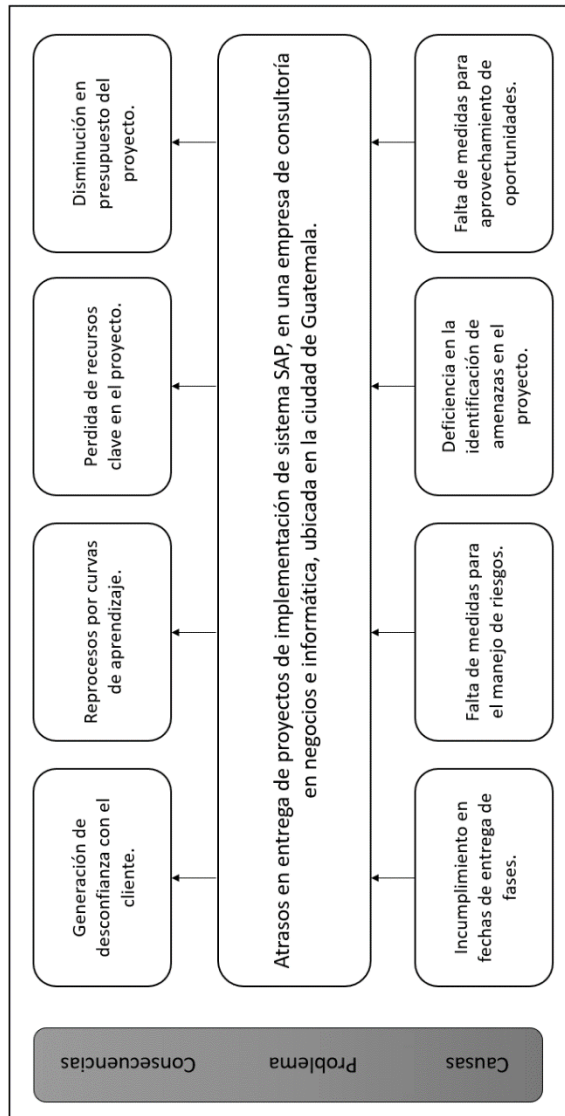 Consecuencias
Generación de
desconfianza con el
cliente.
Reprocesos por curvas
de aprendizaje.
Perdida de recursos
clave en el proyecto.
Disminución en
presupuesto del
proyecto.
Problema
Atrasos en entrega de proyectos de implementación de sistema SAP, en una empresa de consultoría
en negocios e informática, ubicada en la ciudad de Guatemala.
Causas
Incumplimiento en
fechas de entrega de
fases.
Falta de medidas para
el manejo de riesgos.
Deficiencia en la
identificación de
amenazas en el
proyecto.
Falta de medidas para
aprovechamiento de
oportunidades.